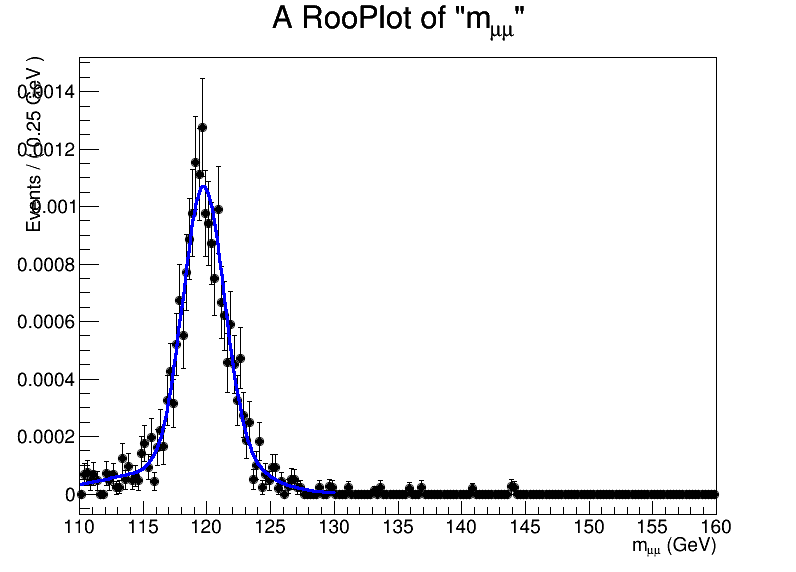 A RooPlot of "mμμ"
Events / ( 0.25 GeV )
0.0014
0.0012
0.001
0.0008
0.0006
0.0004
0.0002
0
110 115 120 125 130 135 140 145 150 155 160
mμμ (GeV)